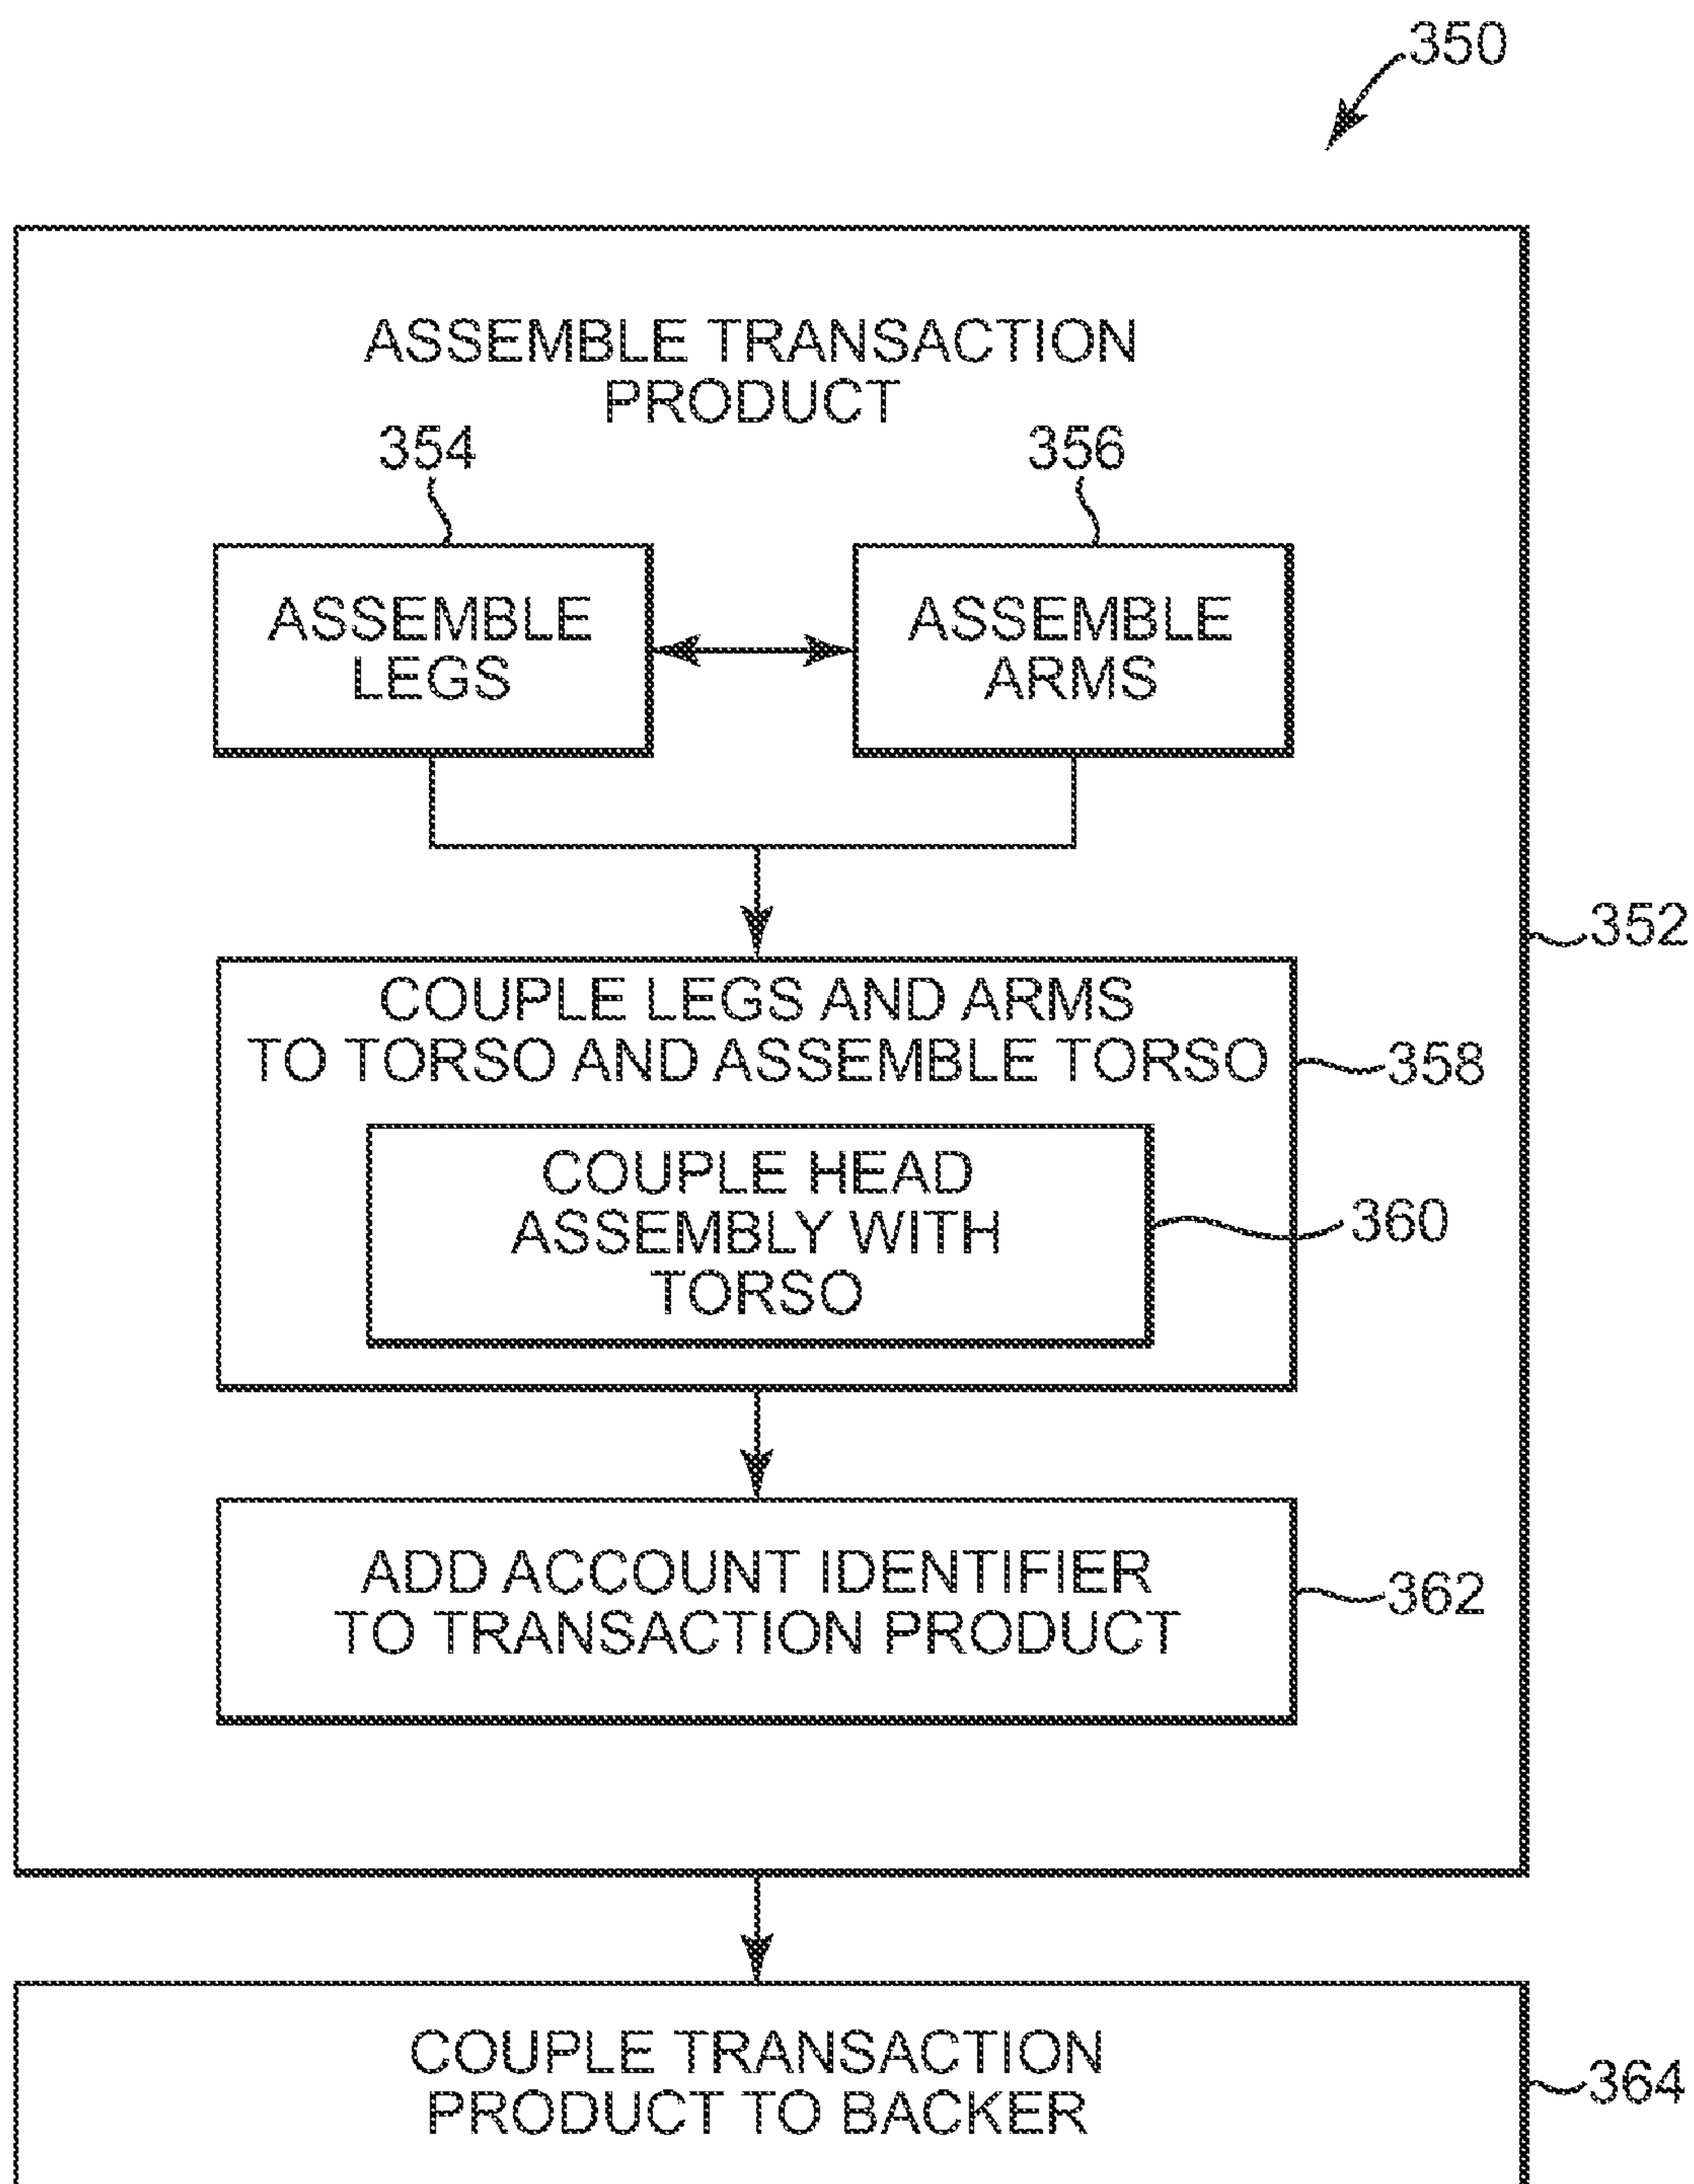 350
ASSEMBLE TRANSACTION
PRODUCT
354
356
ASSEMBLE
LEGS
ASSEMBLE
ARMS
352
COUPLE LEGS AND ARMS
TO TORSO AND ASSEMBLE TORSO
358
COUPLE HEAD
ASSEMBLY WITH
TORSO
360
ADD ACCOUNT IDENTIFIER
TO TRANSACTION PRODUCT
362
COUPLE TRANSACTION
PRODUCT TO BACKER
364